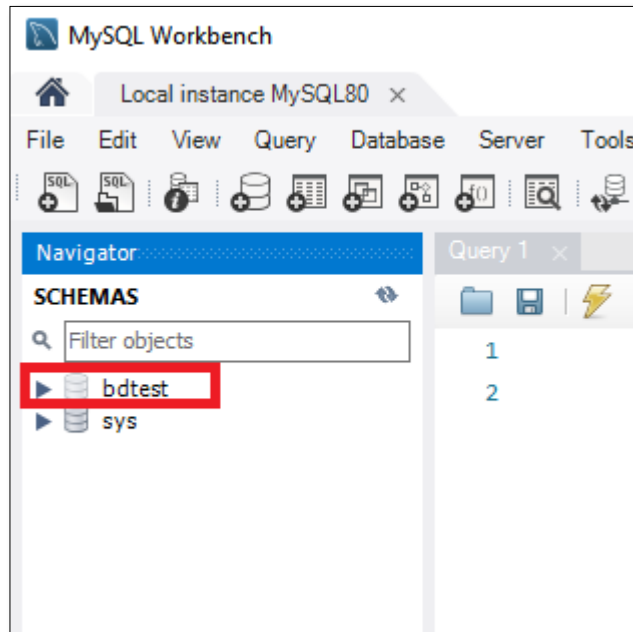 MySQL Workbench
Local instance MySQL80 ×
File Edit View Query Database Server Tools
SQL SQL f()
Navigator Query 1 ×
SCHEMAS
Filter objects
1
bdtest
2
sys